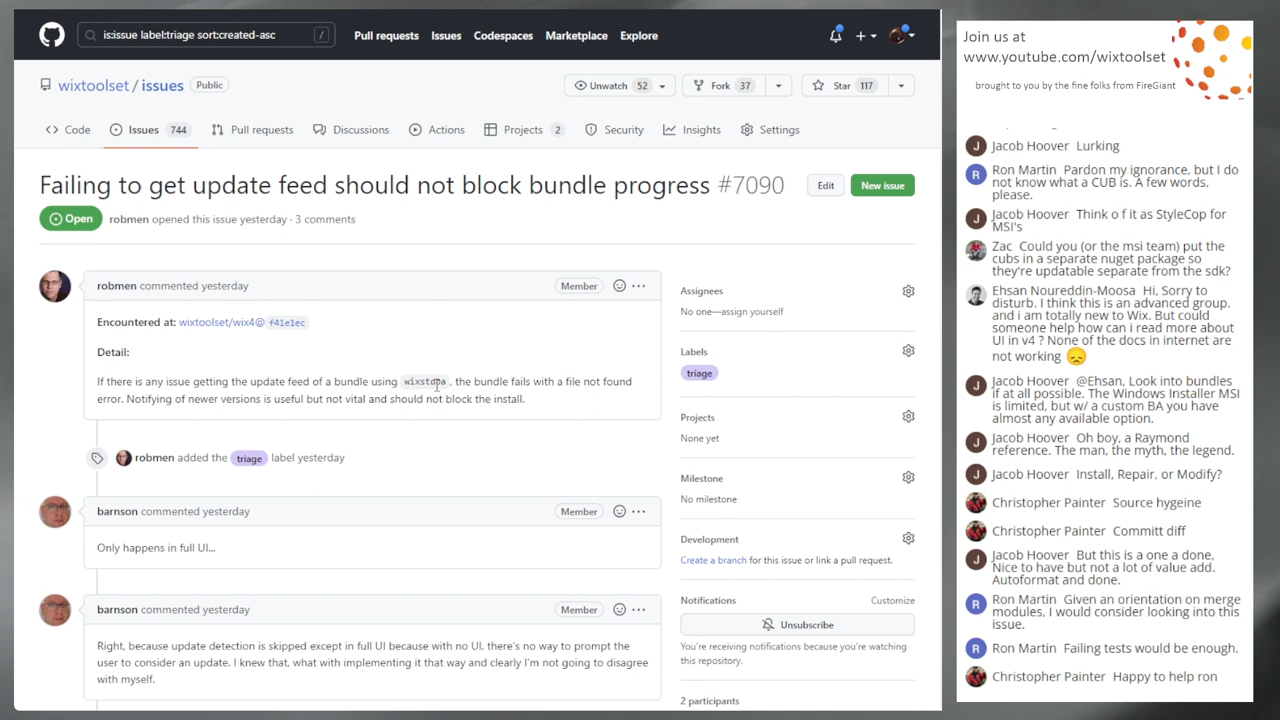 is:issue label:triage sort:created-asc
/
Pull requests
Issues
Codespaces
Marketplace
Explore
wixtoolset / issues
Public
Unwatch 52
Fork 37
Star 117
Code
Issues 744
Pull requests
Discussions
Actions
Projects 2
Security
Insights
Settings
Failing to get update feed should not block bundle progress #7090
Edit
New issue
Open
robmen opened this issue yesterday · 3 comments
robmen commented yesterday
Member
Encountered at: wixtoolset/wix4@ f41e1ec
Detail:
If there is any issue getting the update feed of a bundle using wixstdba, the bundle fails with a file not found
error. Notifying of newer versions is useful but not vital and should not block the install.
robmen added the triage label yesterday
barnson commented yesterday
Member
Only happens in full UI...
barnson commented yesterday
Member
Right, because update detection is skipped except in full UI because with no UI, there's no way to prompt the
user to consider an update. I knew that, what with implementing it that way and clearly I'm not going to disagree
with myself.
Assignees
No one—assign yourself
Labels
triage
Projects
None yet
Milestone
No milestone
Development
Create a branch for this issue or link a pull request.
Notifications
Customize
Unsubscribe
You're receiving notifications because you're watching
this repository.
2 participants
Join us at
www.youtube.com/wixtoolset
brought to you by the fine folks from FireGiant
J Jacob Hoover Lurking
R Ron Martin Pardon my ignorance, but I do
not know what a CUB is. A few words,
please.
J Jacob Hoover Think o f it as StyleCop for
MSI's
Zac Could you (or the msi team) put the
cubs in a separate nuget package so
they're updatable separate from the sdk?
Ehsan Noureddin-Moosa Hi, Sorry to
disturb. I think this is an advanced group.
and i am totally new to Wix. But could
someone help how can i read more about
UI in v4 ? None of the docs in internet are
not working 😞
J Jacob Hoover @Ehsan, Look into bundles
if at all possible. The Windows Installer MSI
is limited, but w/ a custom BA you have
almost any available option.
J Jacob Hoover Oh boy, a Raymond
reference. The man, the myth, the legend.
J Jacob Hoover Install, Repair, or Modify?
Christopher Painter Source hygeine
Christopher Painter Committ diff
J Jacob Hoover But this is a one a done,
Nice to have but not a lot of value add.
Autoformat and done.
R Ron Martin Given an orientation on merge
modules, I would consider looking into this
issue.
R Ron Martin Failing tests would be enough.
Christopher Painter Happy to help ron